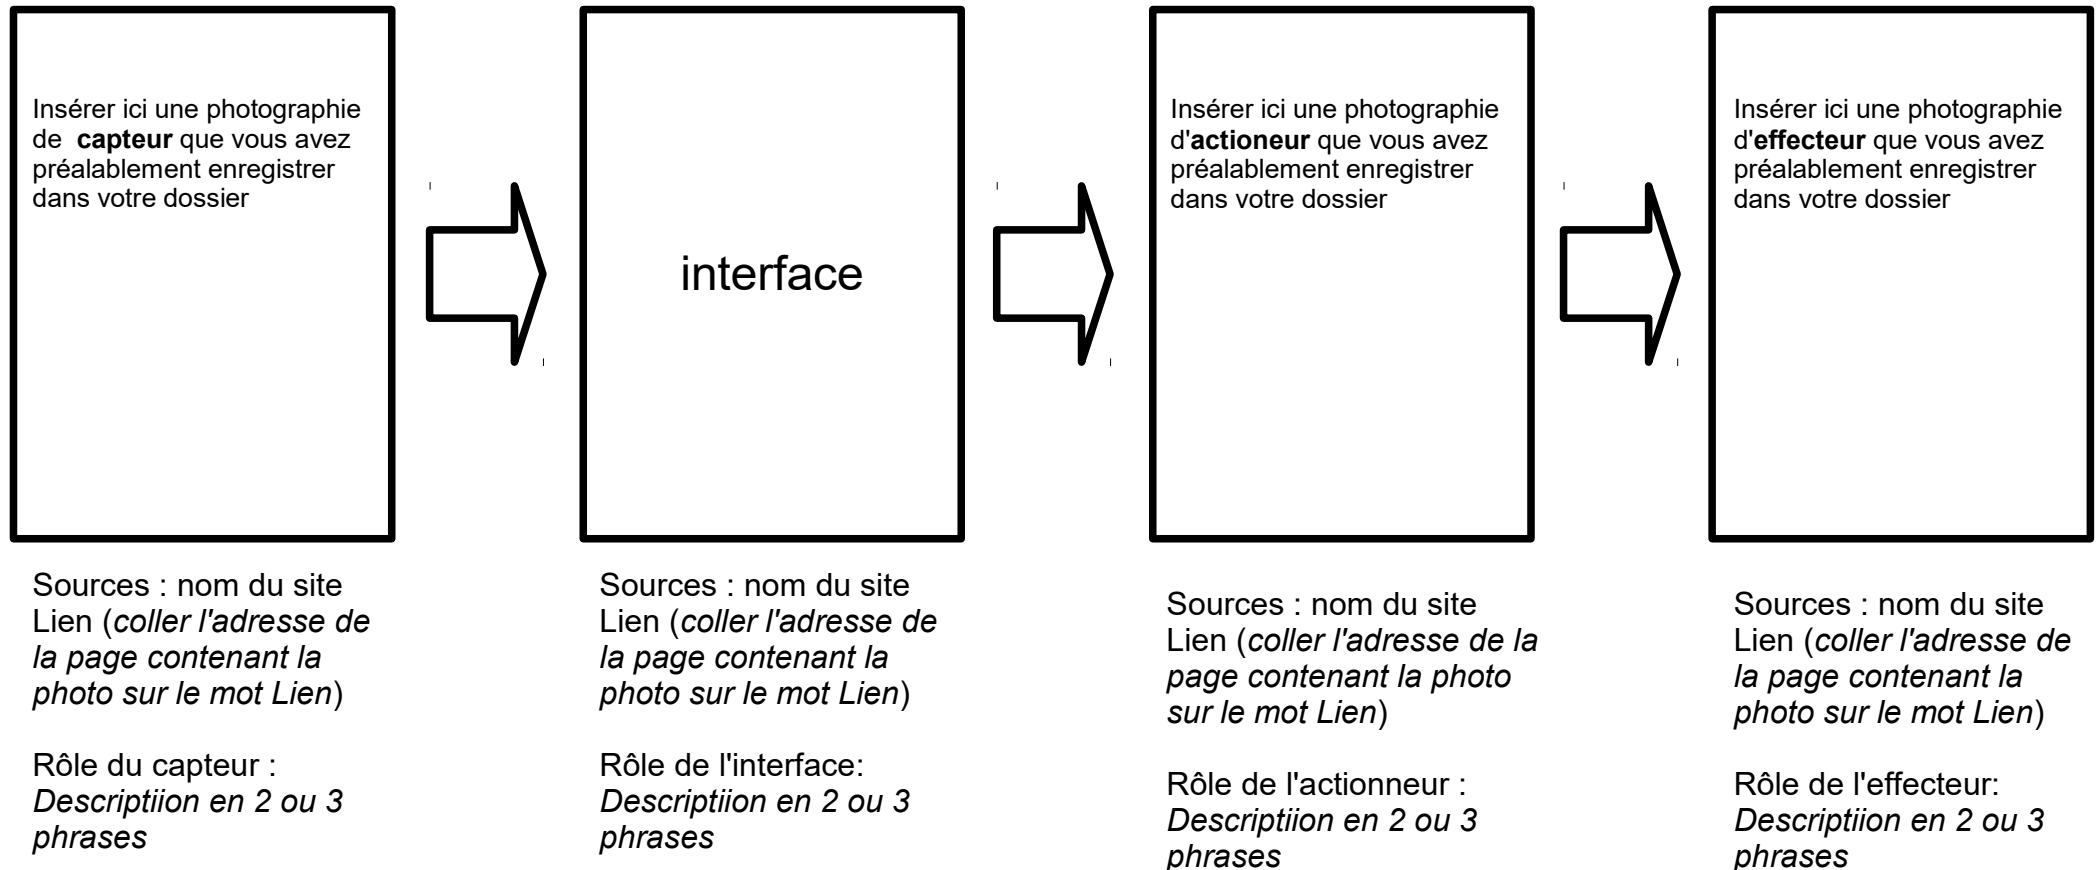 Insérer ici une photographie
de  capteur que vous avez
préalablement enregistrer
dans votre dossier
interface
Insérer ici une photographie
d'actioneur que vous avez
préalablement enregistrer
dans votre dossier
Insérer ici une photographie
d'effecteur que vous avez
préalablement enregistrer
dans votre dossier
Sources : nom du site
Lien (coller l'adresse de
la page contenant la
photo sur le mot Lien)
Rôle du capteur :
Descriptiion en 2 ou 3
phrases
Sources : nom du site
Lien (coller l'adresse de
la page contenant la
photo sur le mot Lien)
Rôle de l'interface:
Descriptiion en 2 ou 3
phrases
Sources : nom du site
Lien (coller l'adresse de la
page contenant la photo
sur le mot Lien)
Rôle de l'actionneur :
Descriptiion en 2 ou 3
phrases
Sources : nom du site
Lien (coller l'adresse de
la page contenant la
photo sur le mot Lien)
Rôle de l'effecteur:
Descriptiion en 2 ou 3
phrases